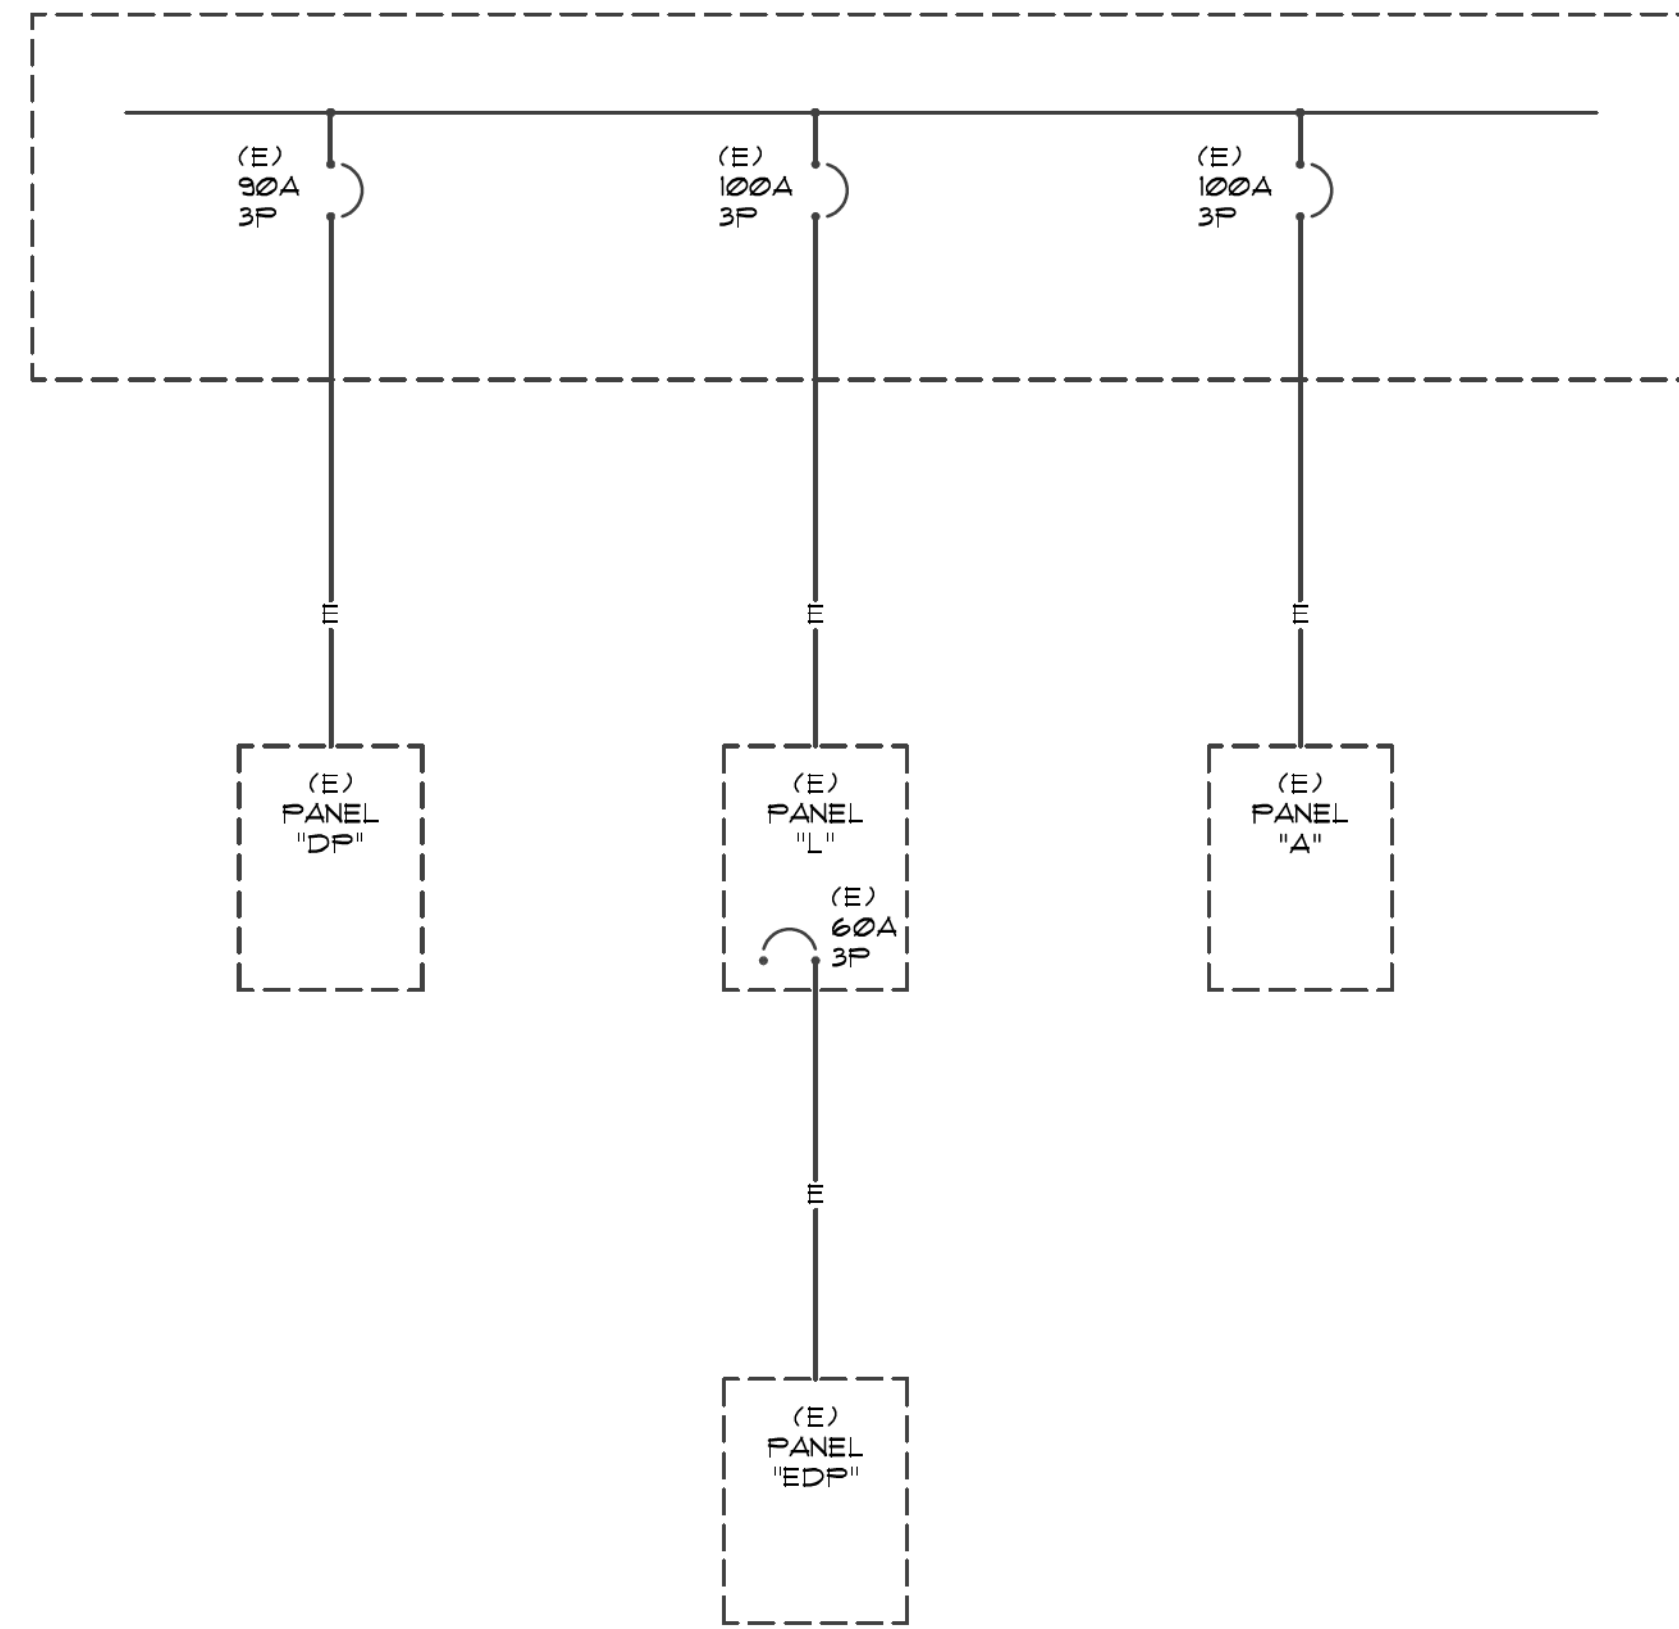 (E)
90A
3P
(E)
100A
3P
(E)
100A
3P
E
E
E
(E)
PANEL
"DP"
(E)
PANEL
"L"
(E)
PANEL
"A"
(E)
60A
3P
E
(E)
PANEL
"EDP"